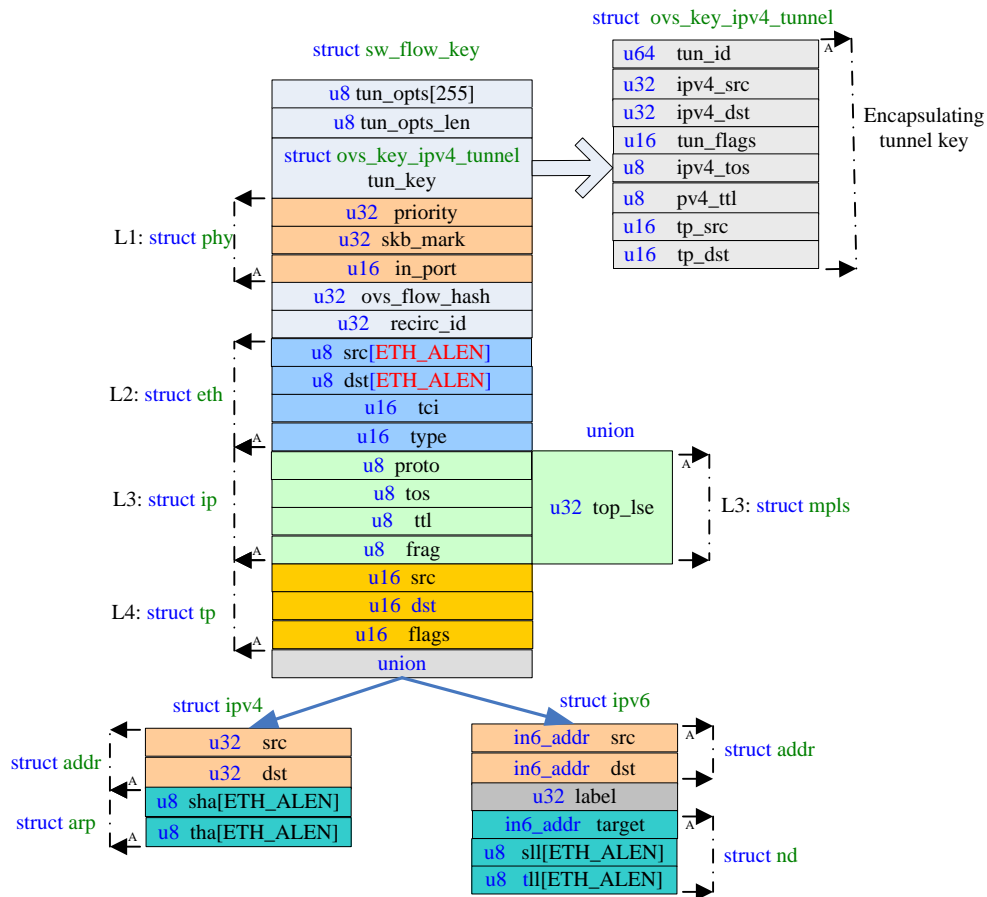 struct sw_flow_key
u8 tun_opts[255]
u8 tun_opts_len
struct ovs_key_ipv4_tunnel
tun_key
u32 priority
u32 skb_mark
u16 in_port
u32 ovs_flow_hash
u32 recirc_id
u8 src[ETH_ALEN]
u8 dst[ETH_ALEN]
u16 tci
u16 type
u8 proto
u8 tos
u8 ttl
u8 frag
u16 src
u16 dst
u16 flags
union
L1: struct phy
A
L2: struct eth
A
L3: struct ip
A
L4: struct tp
A
struct ovs_key_ipv4_tunnel
u64 tun_id
u32 ipv4_src
u32 ipv4_dst
u16 tun_flags
u8 ipv4_tos
u8 pv4_ttl
u16 tp_src
u16 tp_dst
A
Encapsulating
tunnel key
union
u32 top_lse
A
L3: struct mpls
struct ipv4
u32 src
u32 dst
u8 sha[ETH_ALEN]
u8 tha[ETH_ALEN]
struct addr
A
struct arp
A
struct ipv6
in6_addr src
in6_addr dst
u32 label
in6_addr target
u8 sll[ETH_ALEN]
u8 tll[ETH_ALEN]
A
struct addr
A
struct nd